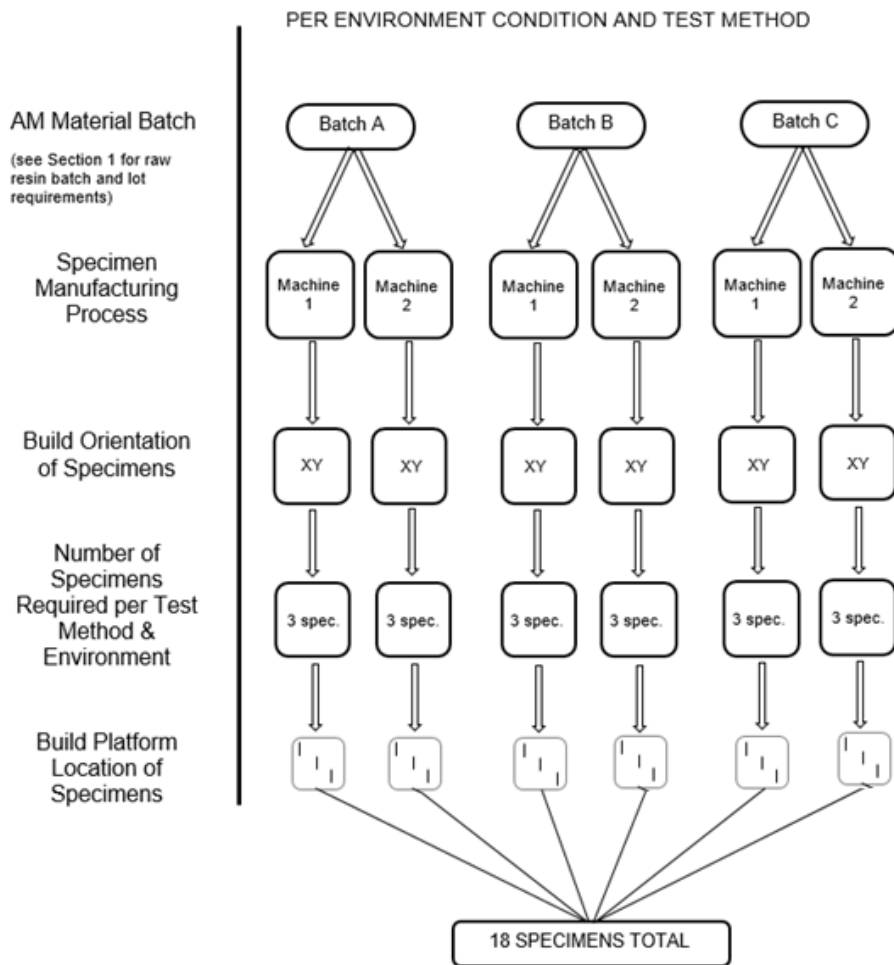 PER ENVIRONMENT CONDITION AND TEST METHOD
AM Material Batch
(see Section 1 for raw
resin batch and lot
requirements)
Batch A
Batch B
Batch C
Specimen
Manufacturing
Process
Machine
1
Machine
2
Machine
1
Machine
2
Machine
1
Machine
2
Build Orientation
of Specimens
XY
XY
XY
XY
XY
XY
Number of
Specimens
Required per Test
Method &
Environment
3 spec.
3 spec.
3 spec.
3 spec.
3 spec.
3 spec.
Build Platform
Location of
Specimens
18 SPECIMENS TOTAL